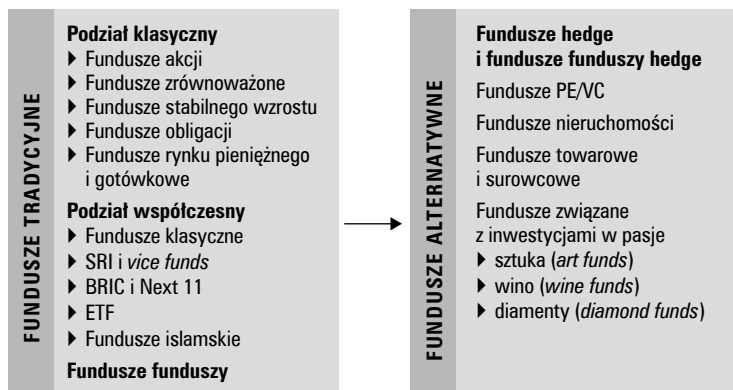 FUNDUSZE TRADYCYJNE
Podział klasyczny
▶ Fundusze akcji
▶ Fundusze zrównoważone
▶ Fundusze stabilnego wzrostu
▶ Fundusze obligacji
▶ Fundusze rynku pieniężnego
i gotówkowe
Podział współczesny
▶ Fundusze klasyczne
▶ SRI i vice funds
▶ BRIC i Next 11
▶ ETF
▶ Fundusze islamskie
Fundusze funduszy
FUNDUSZE ALTERNATYWNE
Fundusze hedge
i fundusze funduszy hedge
Fundusze PE/VC
Fundusze nieruchomości
Fundusze towarowe
i surowcowe
Fundusze związane
z inwestycjami w pasje
▶ sztuka (art funds)
▶ wino (wine funds)
▶ diamenty (diamond funds)